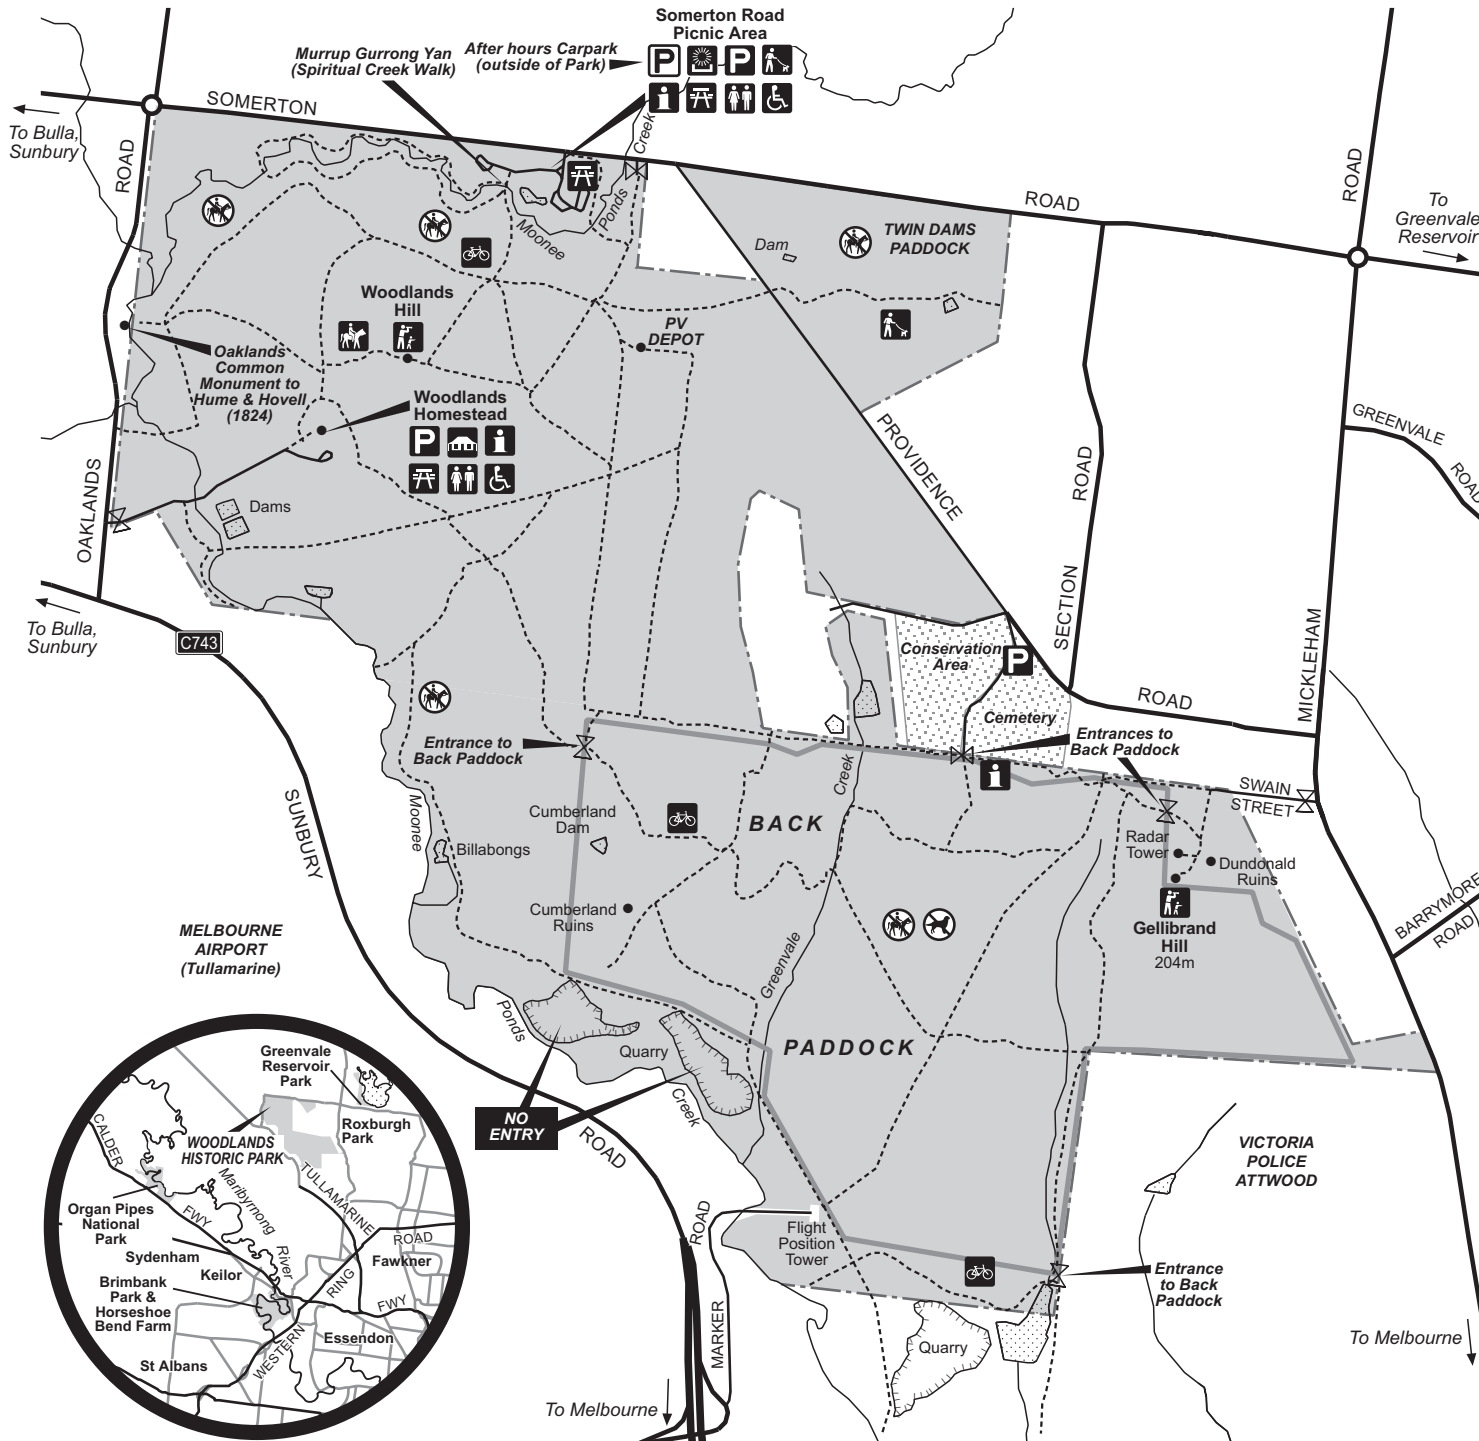 Somerton Road
Picnic Area
Murrup Gurrong Yan
(Spiritual Creek Walk)
After hours Carpark
(outside of Park)
P
P
i
SOMERTON
To Bulla,
Sunbury
ROAD
Creek
Ponds
Moonee
ROAD
ROAD
To
Greenvale
Reservoir
TWIN DAMS
PADDOCK
Dam
Woodlands
Hill
PV
DEPOT
Oaklands
Common
Monument to
Hume & Hovell
(1824)
Woodlands
Homestead
P
i
PROVIDENCE
GREENVALE
ROAD
ROAD
OAKLANDS
Dams
SECTION
To Bulla,
Sunbury
C743
Conservation
Area
P
MICKLEHAM
ROAD
Cemetery
Entrance to
Back Paddock
Entrances to
Back Paddock
i
Creek
SWAIN
STREET
SUNBURY
Moonee
Cumberland
Dam
BACK
Radar
Tower
Billabongs
Dundonald
Ruins
Cumberland
Ruins
Gellibrand
Hill
204m
BARRYMORE
ROAD
MELBOURNE
AIRPORT
(Tullamarine)
Greenvale
Ponds
PADDOCK
Quarry
Creek
NO
ENTRY
ROAD
VICTORIA
POLICE
ATTWOOD
ROAD
Flight
Position
Tower
Entrance
to Back
Paddock
MARKER
Quarry
To Melbourne
To Melbourne
Greenvale
Reservoir
Park
Roxburgh
Park
CALDER
WOODLANDS
HISTORIC PARK
Maribyrnong
TULLAMARINE
Organ Pipes
National
Park
FWY
River
ROAD
Sydenham
Fawkner
Keilor
RING
Brimbank
Park &
Horseshoe
Bend Farm
FWY
WESTERN
Essendon
St Albans